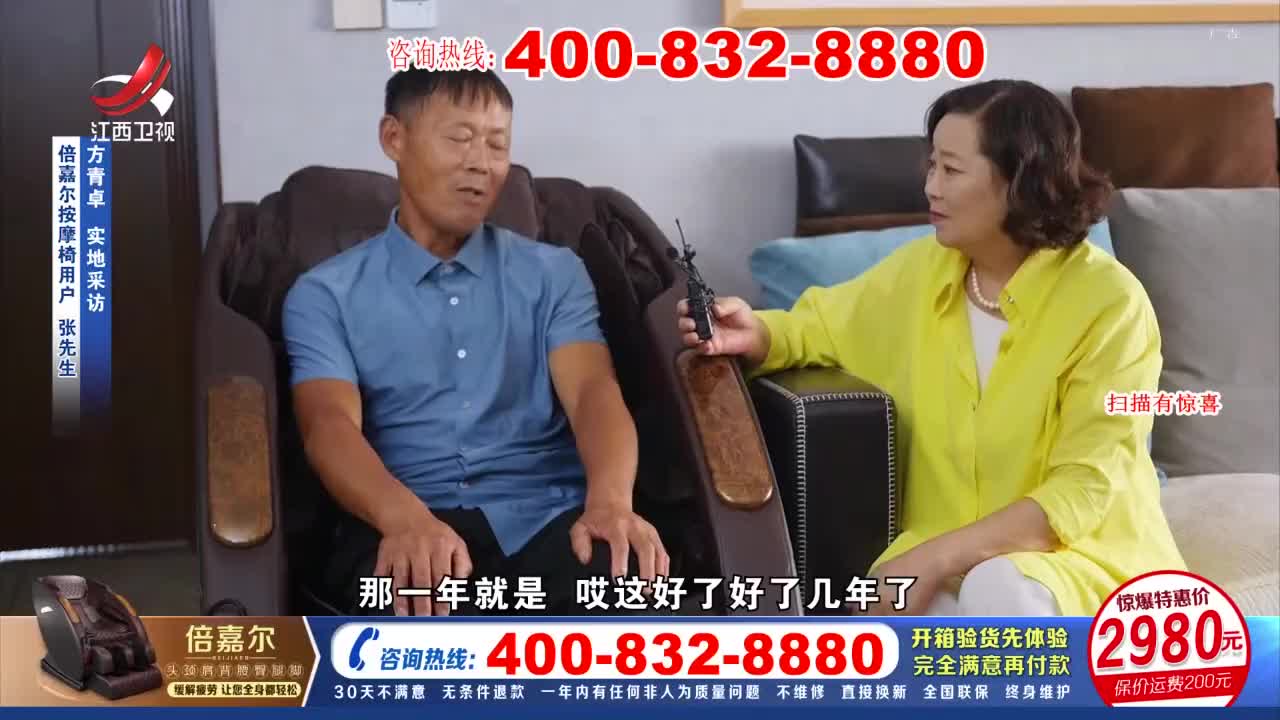 咨询热线: 400-832-8880
广告
江西卫视
方青卓 实地采访
倍嘉尔按摩椅用户 张先生
扫描有惊喜
那一年就是 哎这好了好了几年了
倍嘉尔
BEIJIAER
头颈肩背腰臀腿脚
缓解疲劳 让您全身都轻松
咨询热线: 400-832-8880
开箱验货先体验
完全满意再付款
30天不满意 无条件退款 一年内有任何非人为质量问题 不维修 直接换新 全国联保 终身维护
惊爆特惠价
2980元
保价运费200元